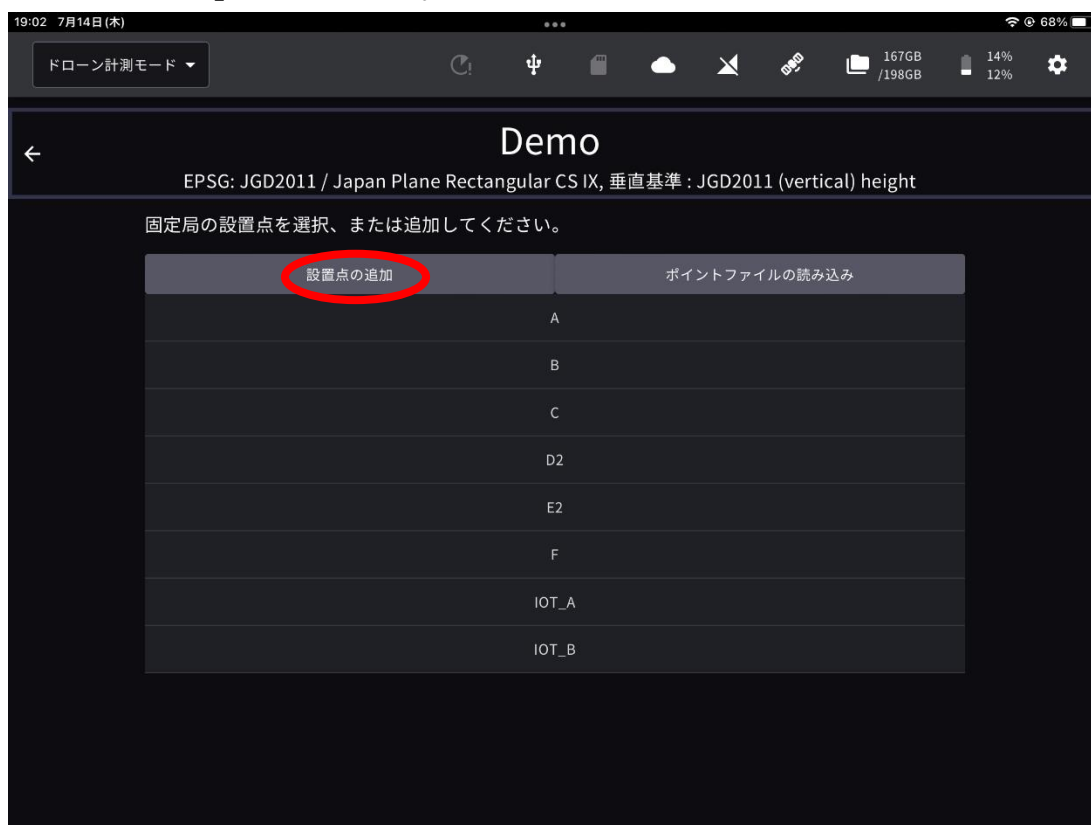 19:02 7月14日(木)
68%
ドローン計測モード
167GB
/198GB
14%
12%
Demo
EPSG: JGD2011 / Japan Plane Rectangular CS IX, 垂直基準 : JGD2011 (vertical) height
固定局の設置点を選択、または追加してください。
設置点の追加
ポイントファイルの読み込み
A
B
C
D2
E2
F
IOT_A
IOT_B